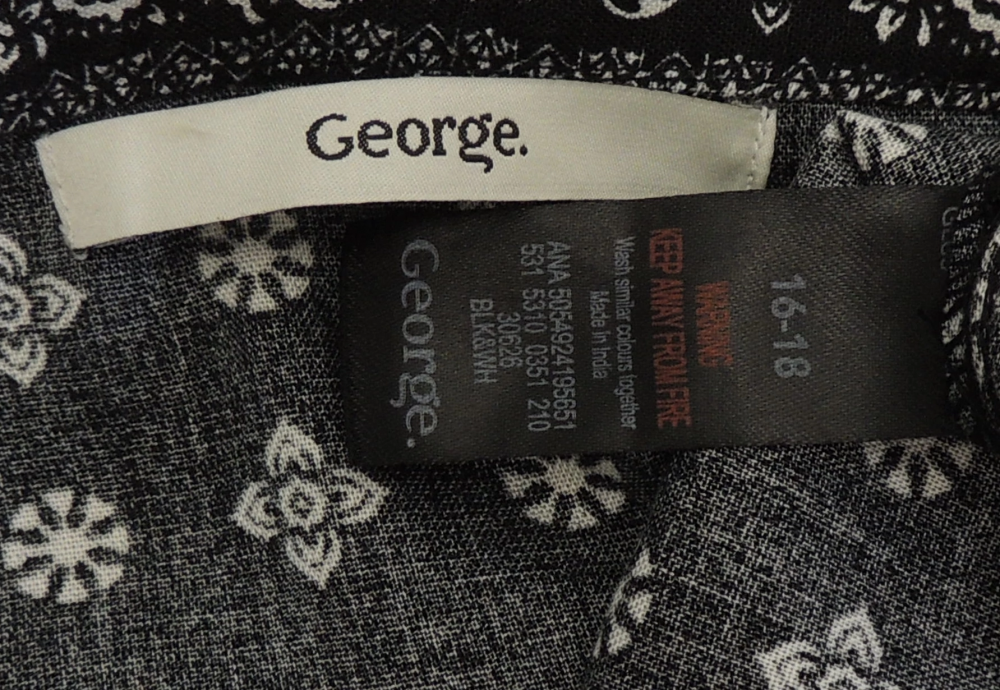 George.
16-18
WARNING
KEEP AWAY FROM FIRE
Wash similar colours together
Made in India
ANA 5054924195651
531 5310 0351 210
30626
BLK&WH
George.